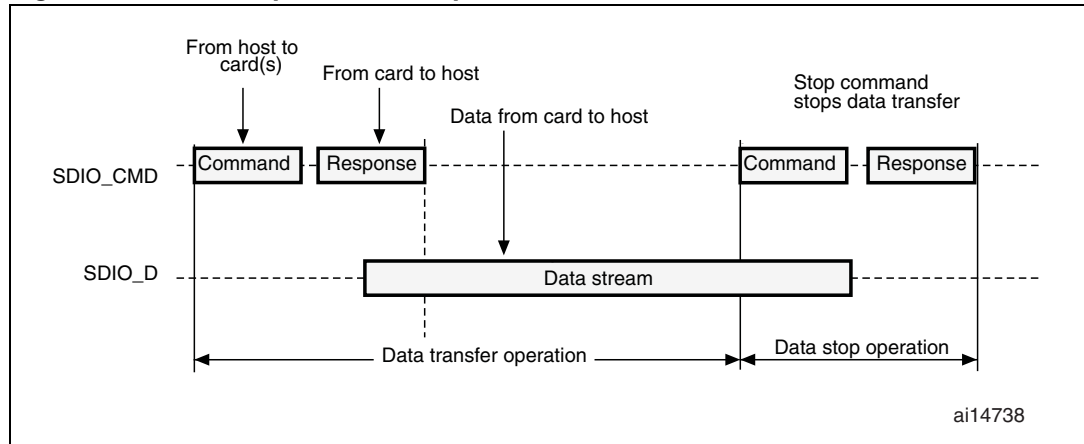 From host to
card(s)
From card to host
Data from card to host
Stop command
stops data transfer
SDIO_CMD
Command
Response
Command
Response
SDIO_D
Data stream
Data transfer operation
Data stop operation
ai14738